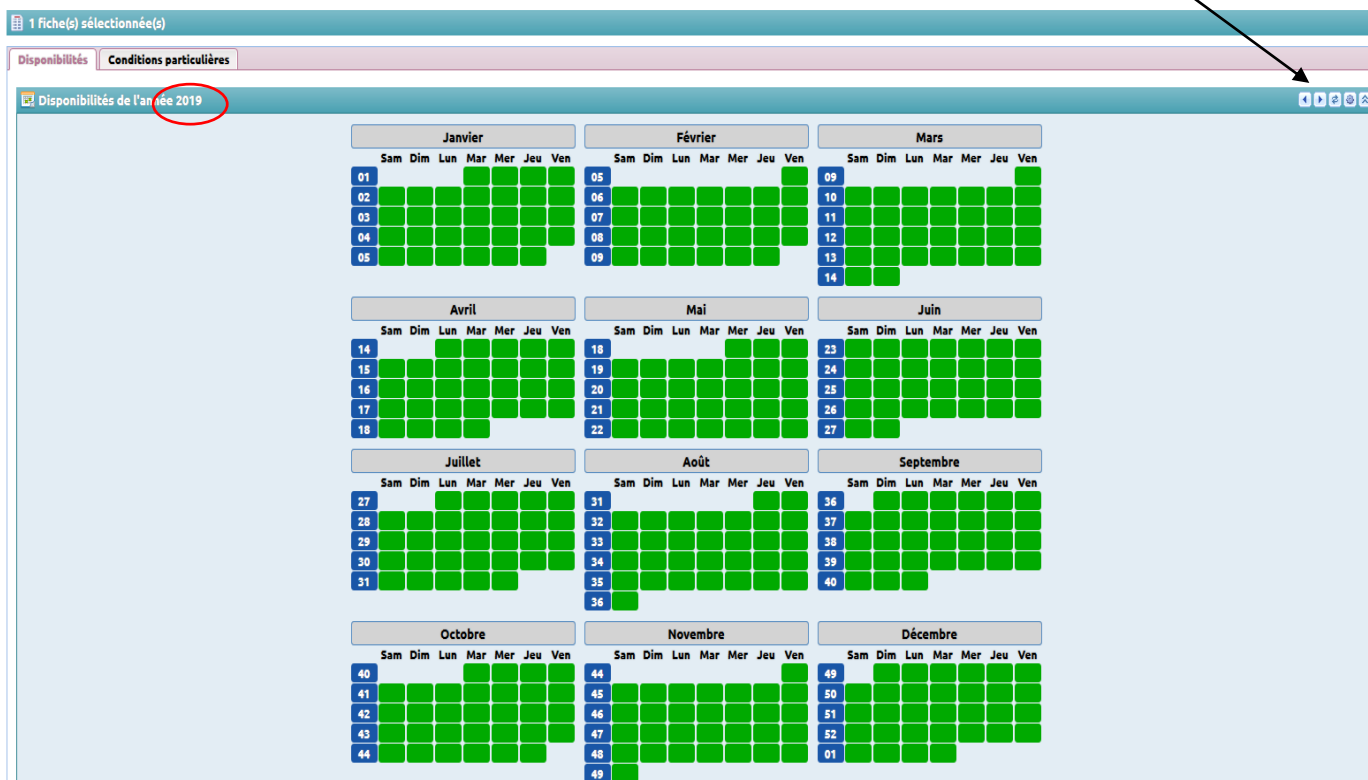 1 fiche(s) sélectionnée(s)
Disponibilités Conditions particulières
Disponibilités de l'année 2019
Janvier Février Mars
Sam Dim Lun Mar Mer Jeu Ven Sam Dim Lun Mar Mer Jeu Ven Sam Dim Lun Mar Mer Jeu Ven
01 05 09
02 06 10
03 07 11
04 08 12
05 09 13
14
Avril Mai Juin
Sam Dim Lun Mar Mer Jeu Ven Sam Dim Lun Mar Mer Jeu Ven Sam Dim Lun Mar Mer Jeu Ven
14 18 23
15 19 24
16 20 25
17 21 26
18 22 27
Juillet Août Septembre
Sam Dim Lun Mar Mer Jeu Ven Sam Dim Lun Mar Mer Jeu Ven Sam Dim Lun Mar Mer Jeu Ven
27 31 36
28 32 37
29 33 38
30 34 39
31 35 40
36
Octobre Novembre Décembre
Sam Dim Lun Mar Mer Jeu Ven Sam Dim Lun Mar Mer Jeu Ven Sam Dim Lun Mar Mer Jeu Ven
40 44 49
41 45 50
42 46 51
43 47 52
44 48 01
49